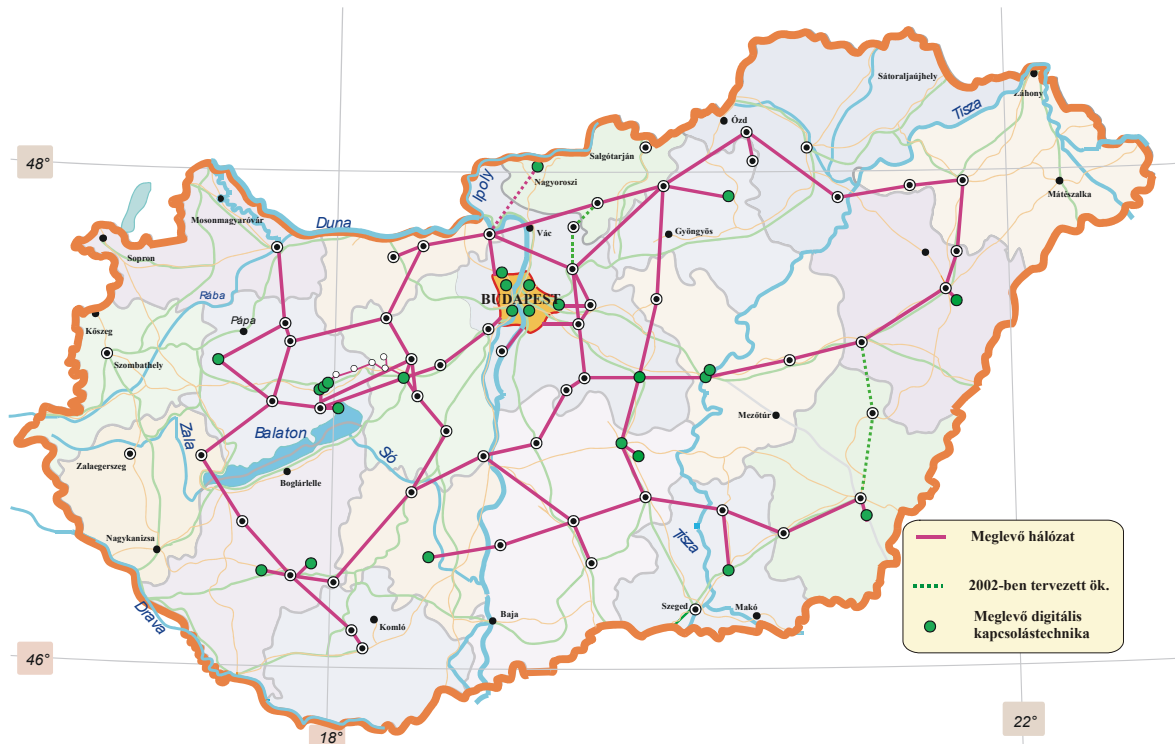 Sátoraljaújhely
Záhony
Tisza
Ózd
48°
Salgótarján
Ipoly
Nagyoroszi
Mátészalka
Mosonmagyaróvár
Duna
Vác
Gyöngyös
Sopron
Rába
BUDAPEST
Pápa
Kőszeg
Szombathely
Mezőtúr
Zala
Balaton
Sió
Zalaegerszeg
Boglárlelle
Nagykanizsa
Tisza
Meglevő hálózat
2002-ben tervezett ök.
Meglevő digitális
kapcsolástechnika
Szeged
Makó
Dráva
Komló
Baja
46°
18°
22°